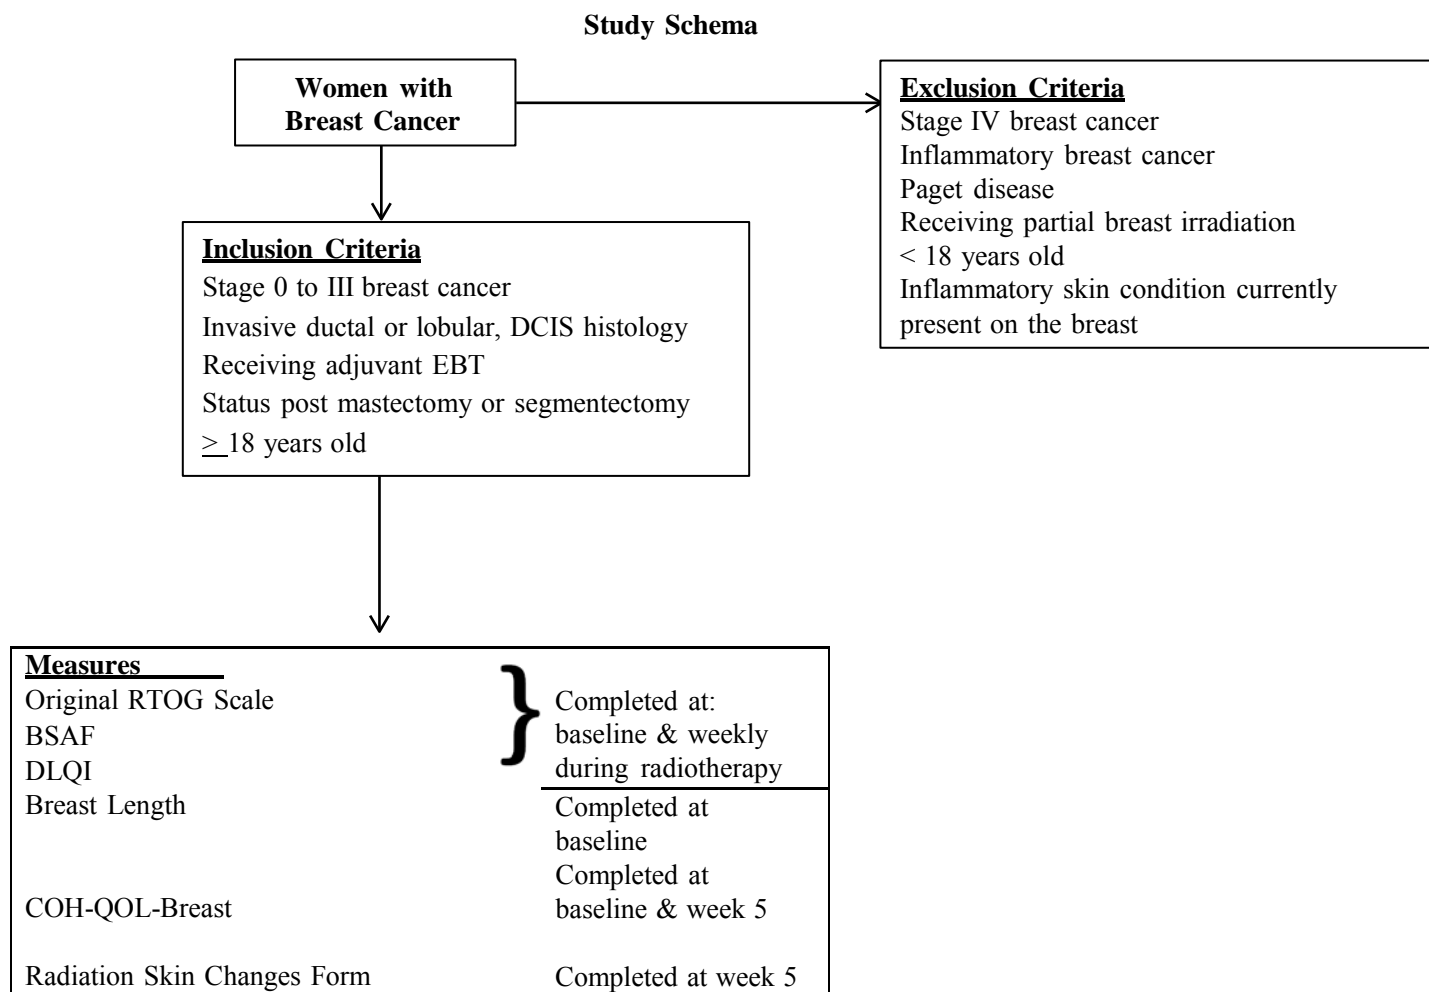 Study Schema
Women with
Breast Cancer
Exclusion Criteria
Stage IV breast cancer
Inflammatory breast cancer
Paget disease
Receiving partial breast irradiation
< 18 years old
Inflammatory skin condition currently
present on the breast
Inclusion Criteria
Stage 0 to III breast cancer
Invasive ductal or lobular, DCIS histology
Receiving adjuvant EBT
Status post mastectomy or segmentectomy
> 18 years old
Measures
Original RTOG Scale
BSAF
DLQI
}
Completed at:
baseline & weekly
during radiotherapy
Breast Length
Completed at
baseline
COH-QOL-Breast
Completed at
baseline & week 5
Radiation Skin Changes Form
Completed at week 5